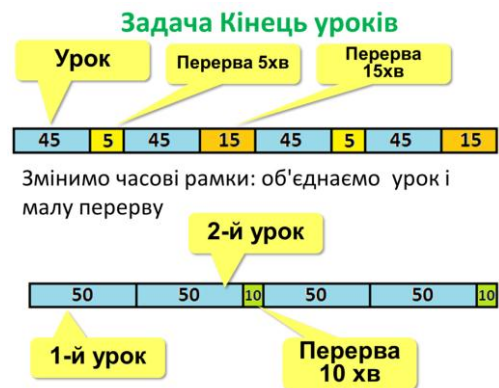 Задача Кінець уроків
Урок
Перерва 5хв
Перерва
15хв
45 5 45 15 45 5 45 15
Змінимо часові рамки: об'єднаємо урок і
малу перерву
2-й урок
50 50 10 50 50 10
1-й урок
Перерва
10 хв